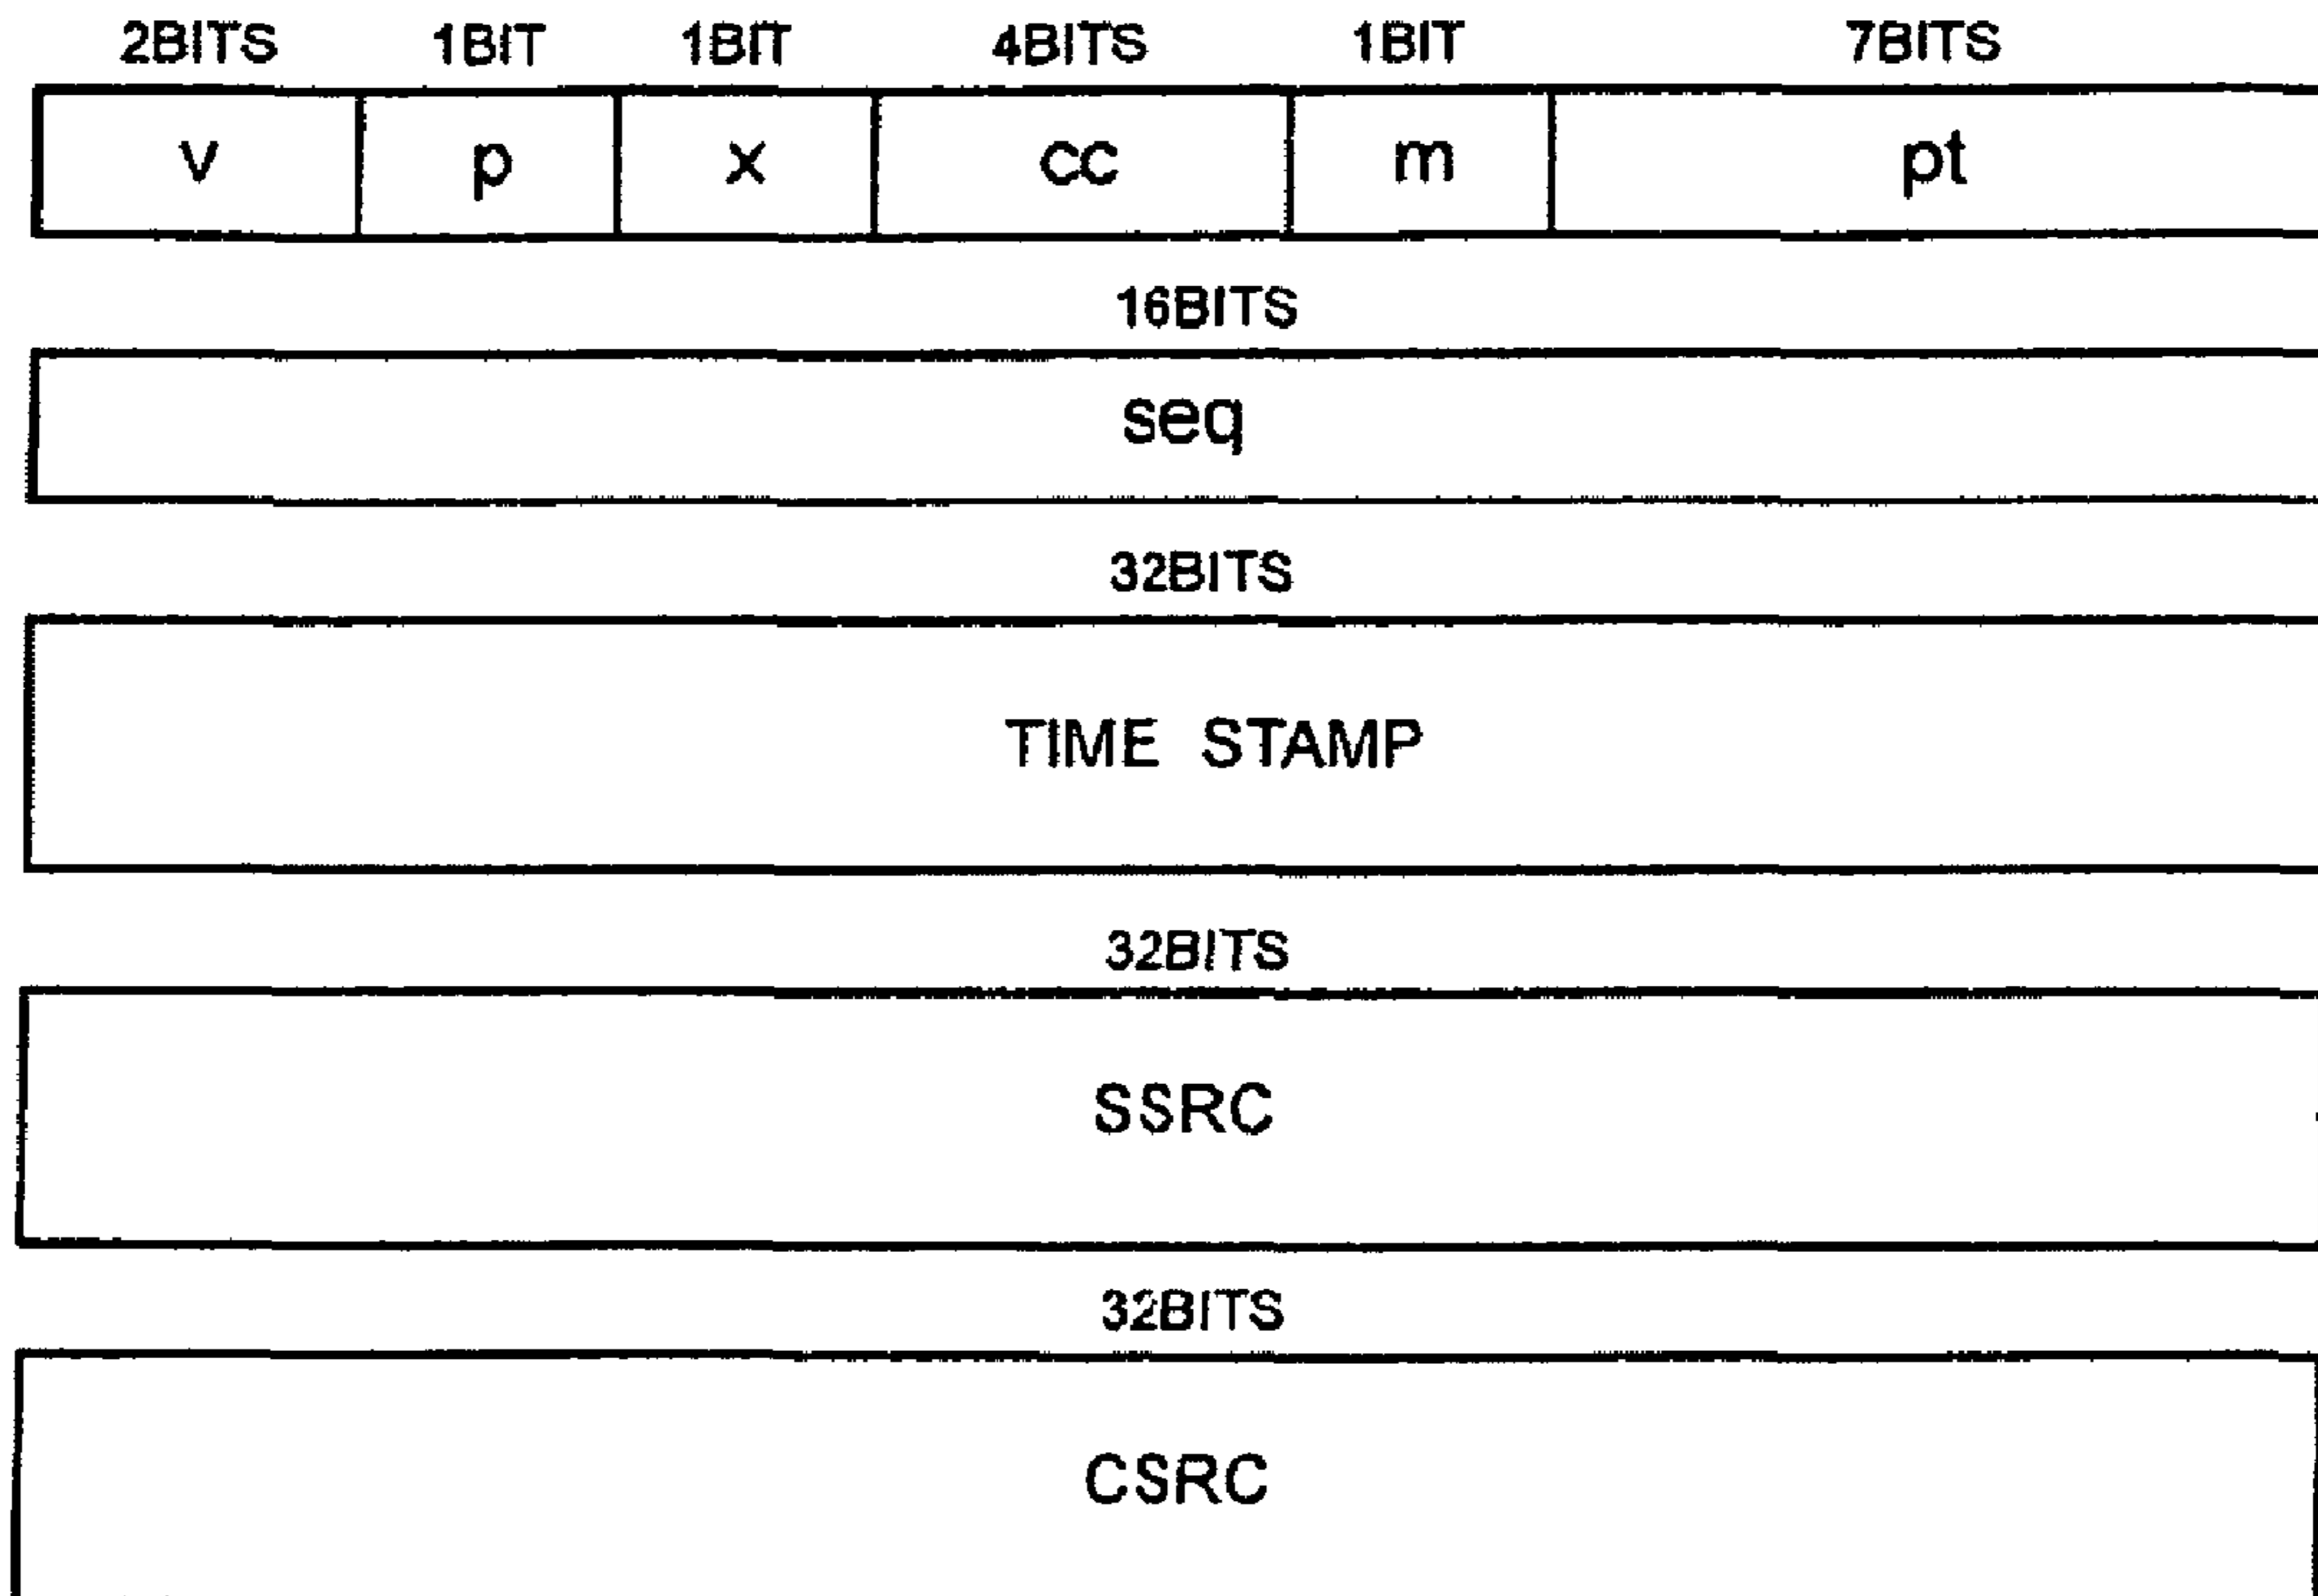 2BITS 1BIT 1BIT 4BITS 1BIT 7BITS
v p x cc m pt
16BITS
seq
32BITS
TIME STAMP
32BITS
SSRC
32BITS
CSRC